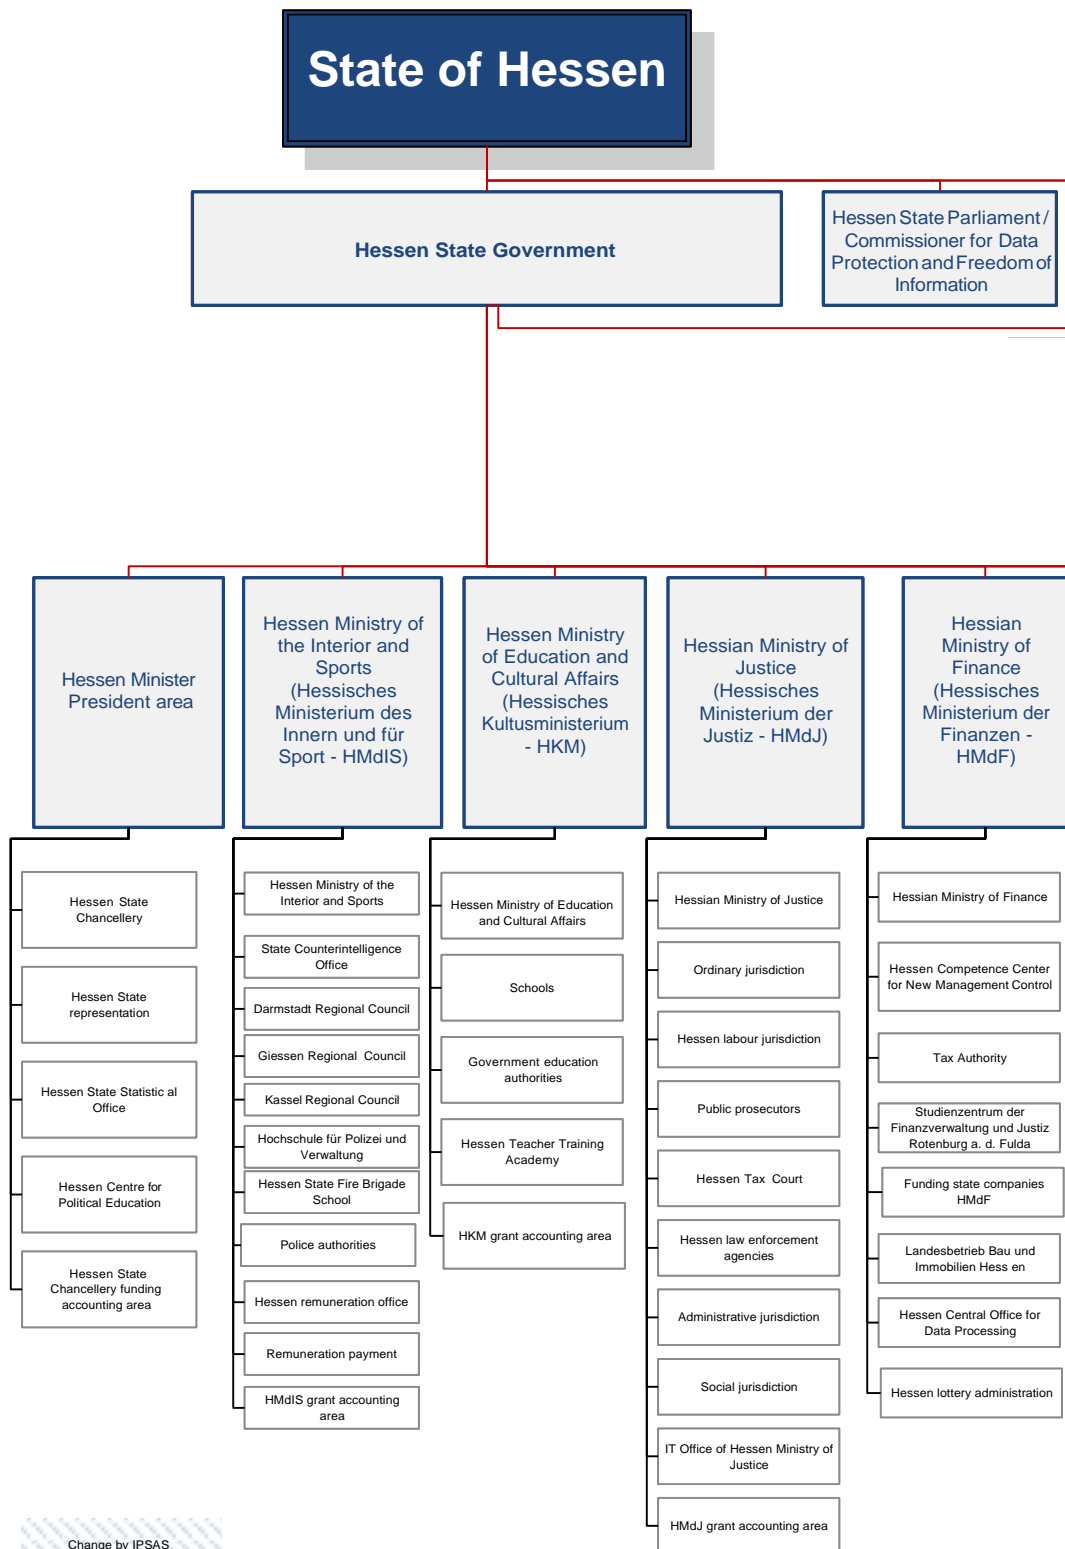 State of Hessen
Hessen State Government
Hessen State Parliament /
Commissioner for Data
Protection and Freedom of
Information
Hessen Minister
President area
Hessen Ministry of
the Interior and
Sports
(Hessisches
Ministerium des
Innern und für
Sport - HMdIS)
Hessen Ministry
of Education and
Cultural Affairs
(Hessisches
Kultusministerium
- HKM)
Hessian Ministry of
Justice
(Hessisches
Ministerium der
Justiz - HMdJ)
Hessian
Ministry of
Finance
(Hessisches
Ministerium der
Finanzen -
HMdF)
Hessen State
Chancellery
Hessen State
representation
Hessen State Statistic al
Office
Hessen Centre for
Political Education
Hessen State
Chancellery funding
accounting area
Hessen Ministry of the
Interior and Sports
State Counterintelligence
Office
Darmstadt Regional Council
Giessen Regional Council
Kassel Regional Council
Hochschule für Polizei und
Verwaltung
Hessen State Fire Brigade
School
Police authorities
Hessen remuneration office
Remuneration payment
HMdIS grant accounting
area
Hessen Ministry of Education
and Cultural Affairs
Schools
Government education
authorities
Hessen Teacher Training
Academy
HKM grant accounting area
Hessian Ministry of Justice
Ordinary jurisdiction
Hessen labour jurisdiction
Public prosecutors
Hessen Tax Court
Hessen law enforcement
agencies
Administrative jurisdiction
Social jurisdiction
IT Office of Hessen Ministry of
Justice
HMdJ grant accounting area
Hessian Ministry of Finance
Hessen Competence Center
for New Management Control
Tax Authority
Studienzentrum der
Finanzverwaltung und Justiz
Rotenburg a. d. Fulda
Funding state companies
HMdF
Landesbetrieb Bau und
Immobilien Hess en
Hessen Central Office for
Data Processing
Hessen lottery administration
Change by IPSAS